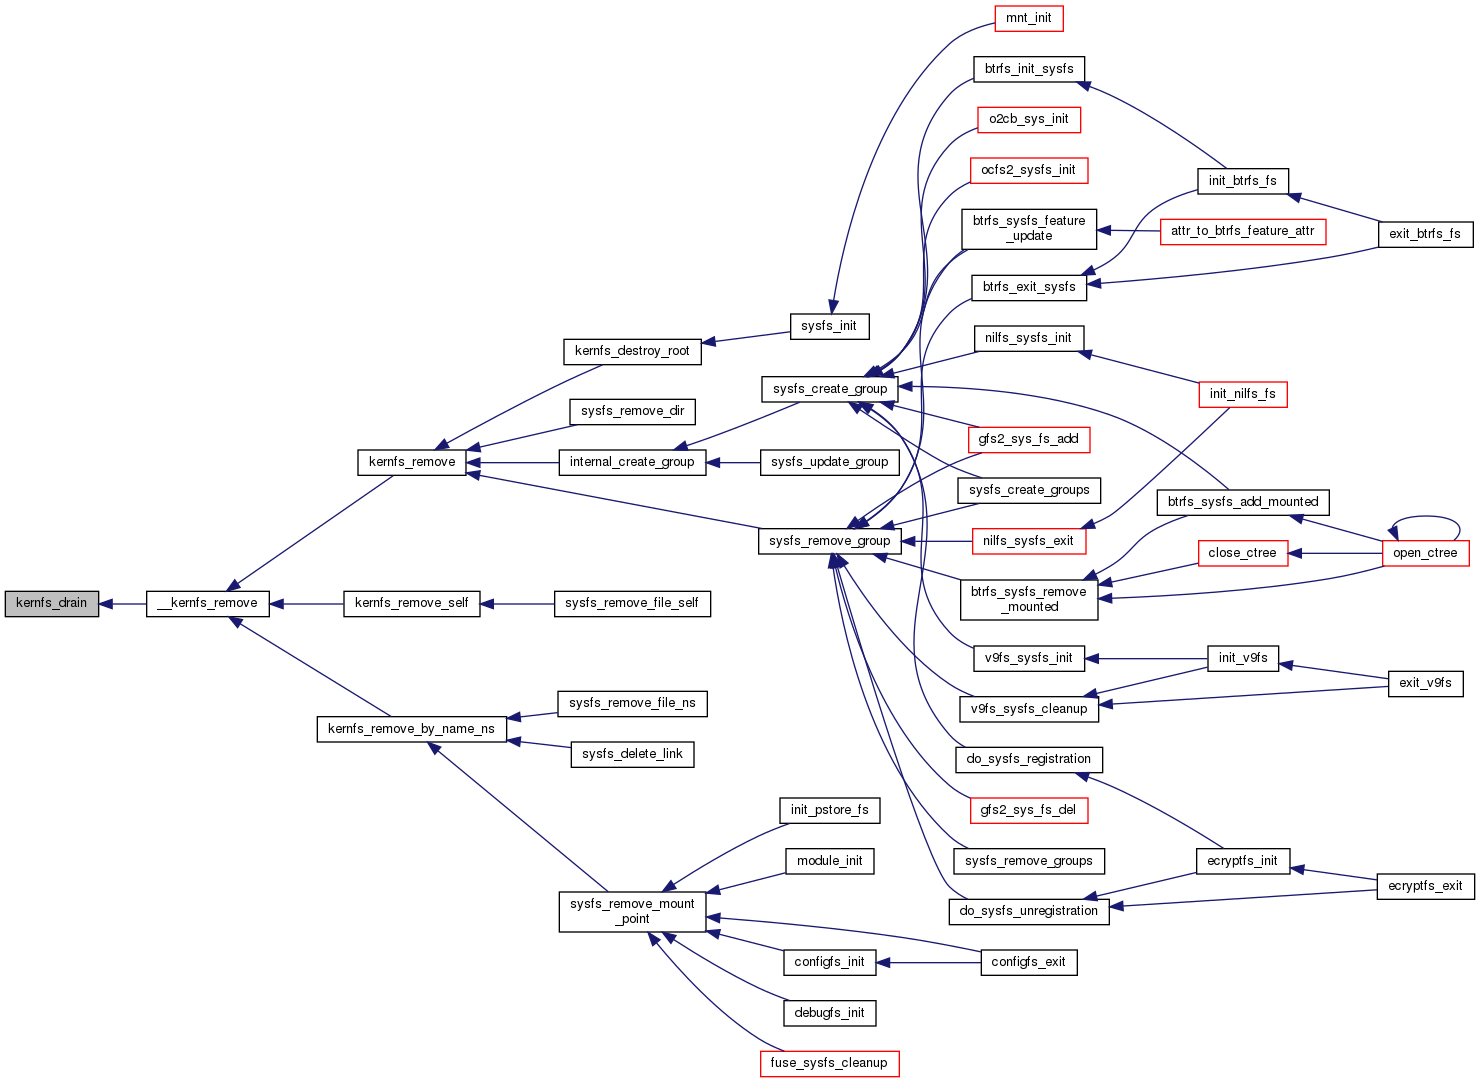 mnt_init
btrfs_init_sysfs
o2cb_sys_init
ocfs2_sysfs_init
init_btrfs_fs
btrfs_sysfs_feature
_update
attr_to_btrfs_feature_attr
exit_btrfs_fs
btrfs_exit_sysfs
sysfs_init
nilfs_sysfs_init
kernfs_destroy_root
sysfs_create_group
init_nilfs_fs
sysfs_remove_dir
gfs2_sys_fs_add
kernfs_remove
internal_create_group
sysfs_update_group
sysfs_create_groups
btrfs_sysfs_add_mounted
sysfs_remove_group
nilfs_sysfs_exit
close_ctree
open_ctree
kernfs_drain
__kernfs_remove
kernfs_remove_self
sysfs_remove_file_self
btrfs_sysfs_remove
_mounted
v9fs_sysfs_init
init_v9fs
exit_v9fs
sysfs_remove_file_ns
v9fs_sysfs_cleanup
kernfs_remove_by_name_ns
sysfs_delete_link
do_sysfs_registration
init_pstore_fs
gfs2_sys_fs_del
module_init
sysfs_remove_groups
ecryptfs_init
ecryptfs_exit
sysfs_remove_mount
_point
do_sysfs_unregistration
configfs_init
configfs_exit
debugfs_init
fuse_sysfs_cleanup